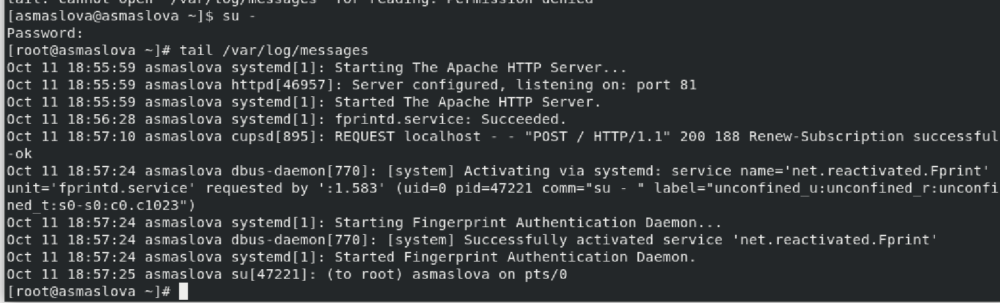 tail: cannot open '/var/log/messages' for reading: Permission denied
[asmaslova@asmaslova ~]$ su -
Password:
[root@asmaslova ~]# tail /var/log/messages
Oct 11 18:55:59 asmaslova systemd[1]: Starting The Apache HTTP Server...
Oct 11 18:55:59 asmaslova httpd[46957]: Server configured, listening on: port 81
Oct 11 18:55:59 asmaslova systemd[1]: Started The Apache HTTP Server.
Oct 11 18:56:28 asmaslova systemd[1]: fprintd.service: Succeeded.
Oct 11 18:57:10 asmaslova cupsd[895]: REQUEST localhost - - "POST / HTTP/1.1" 200 188 Renew-Subscription successful
-ok
Oct 11 18:57:24 asmaslova dbus-daemon[770]: [system] Activating via systemd: service name='net.reactivated.Fprint'
unit='fprintd.service' requested by ':1.583' (uid=0 pid=47221 comm="su - " label="unconfined_u:unconfined_r:unconfi
ned_t:s0-s0:c0.c1023")
Oct 11 18:57:24 asmaslova systemd[1]: Starting Fingerprint Authentication Daemon...
Oct 11 18:57:24 asmaslova dbus-daemon[770]: [system] Successfully activated service 'net.reactivated.Fprint'
Oct 11 18:57:24 asmaslova systemd[1]: Started Fingerprint Authentication Daemon.
Oct 11 18:57:25 asmaslova su[47221]: (to root) asmaslova on pts/0
[root@asmaslova ~]#